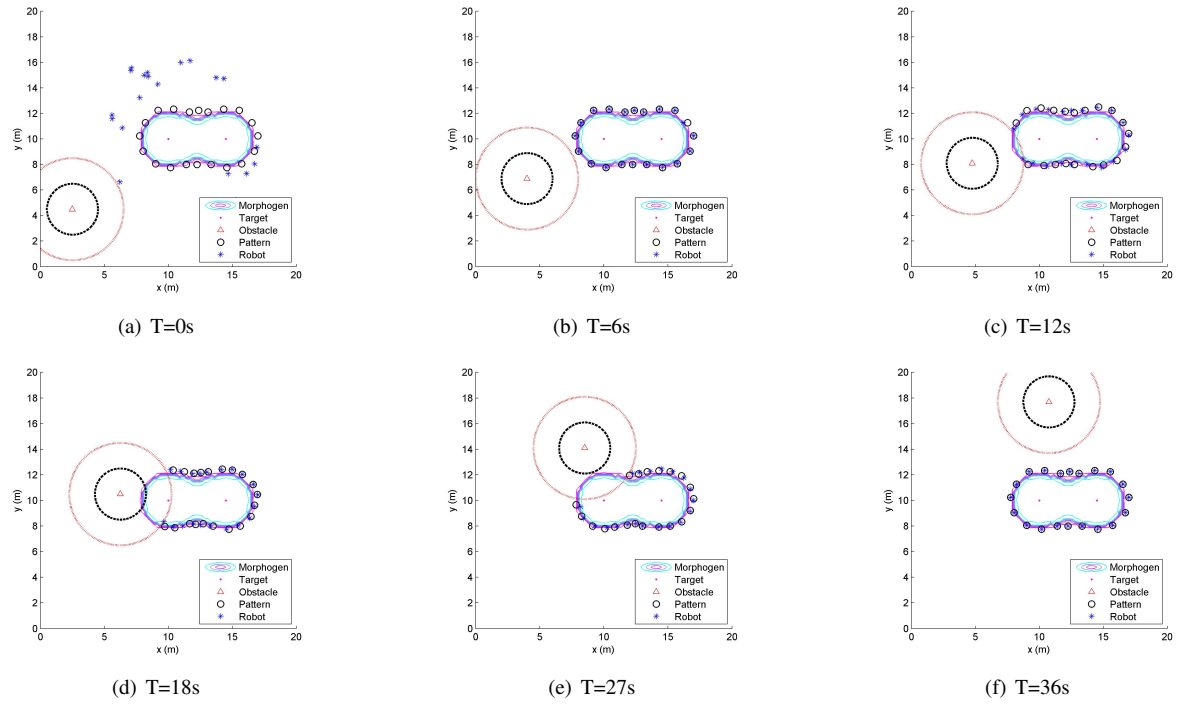 20
18
16
14
12
10
8
6
4
2
0
y (m)
0 5 10 15 20
x (m)
Morphogen
Target
Obstacle
Pattern
Robot
(a) T=0s
20
18
16
14
12
10
8
6
4
2
0
y (m)
0 5 10 15 20
x (m)
Morphogen
Target
Obstacle
Pattern
Robot
(b) T=6s
20
18
16
14
12
10
8
6
4
2
0
y (m)
0 5 10 15 20
x (m)
Morphogen
Target
Obstacle
Pattern
Robot
(c) T=12s
20
18
16
14
12
10
8
6
4
2
0
y (m)
0 5 10 15 20
x (m)
Morphogen
Target
Obstacle
Pattern
Robot
(d) T=18s
20
18
16
14
12
10
8
6
4
2
0
y (m)
0 5 10 15 20
x (m)
Morphogen
Target
Obstacle
Pattern
Robot
(e) T=27s
20
18
16
14
12
10
8
6
4
2
0
y (m)
0 5 10 15 20
x (m)
Morphogen
Target
Obstacle
Pattern
Robot
(f) T=36s